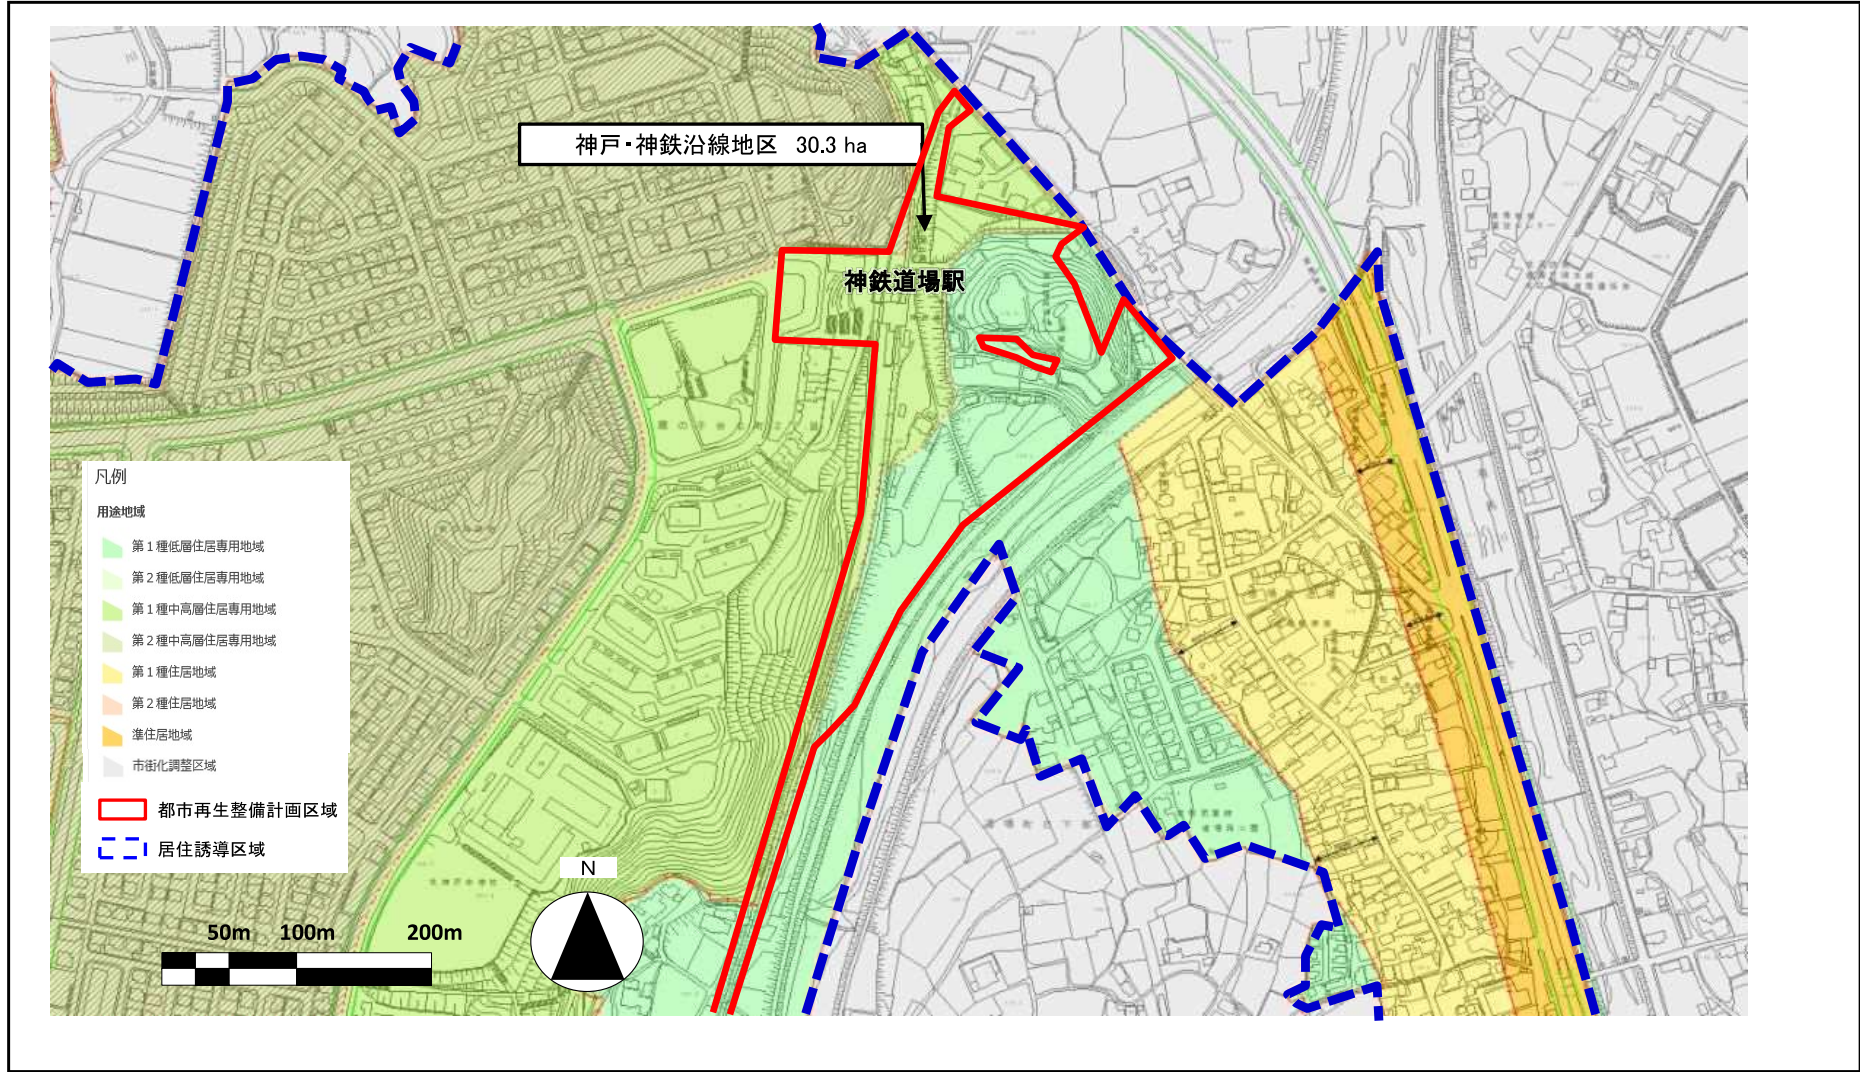 神戸・神鉄沿線地区 30.3 ha
神鉄道場駅
凡例
用途地域
第１種低層住居専用地域
第２種低層住居専用地域
第１種中高層住居専用地域
第２種中高層住居専用地域
第１種住居地域
第２種住居地域
準住居地域
市街化調整区域
都市再生整備計画区域
居住誘導区域
N
50m 100m 200m